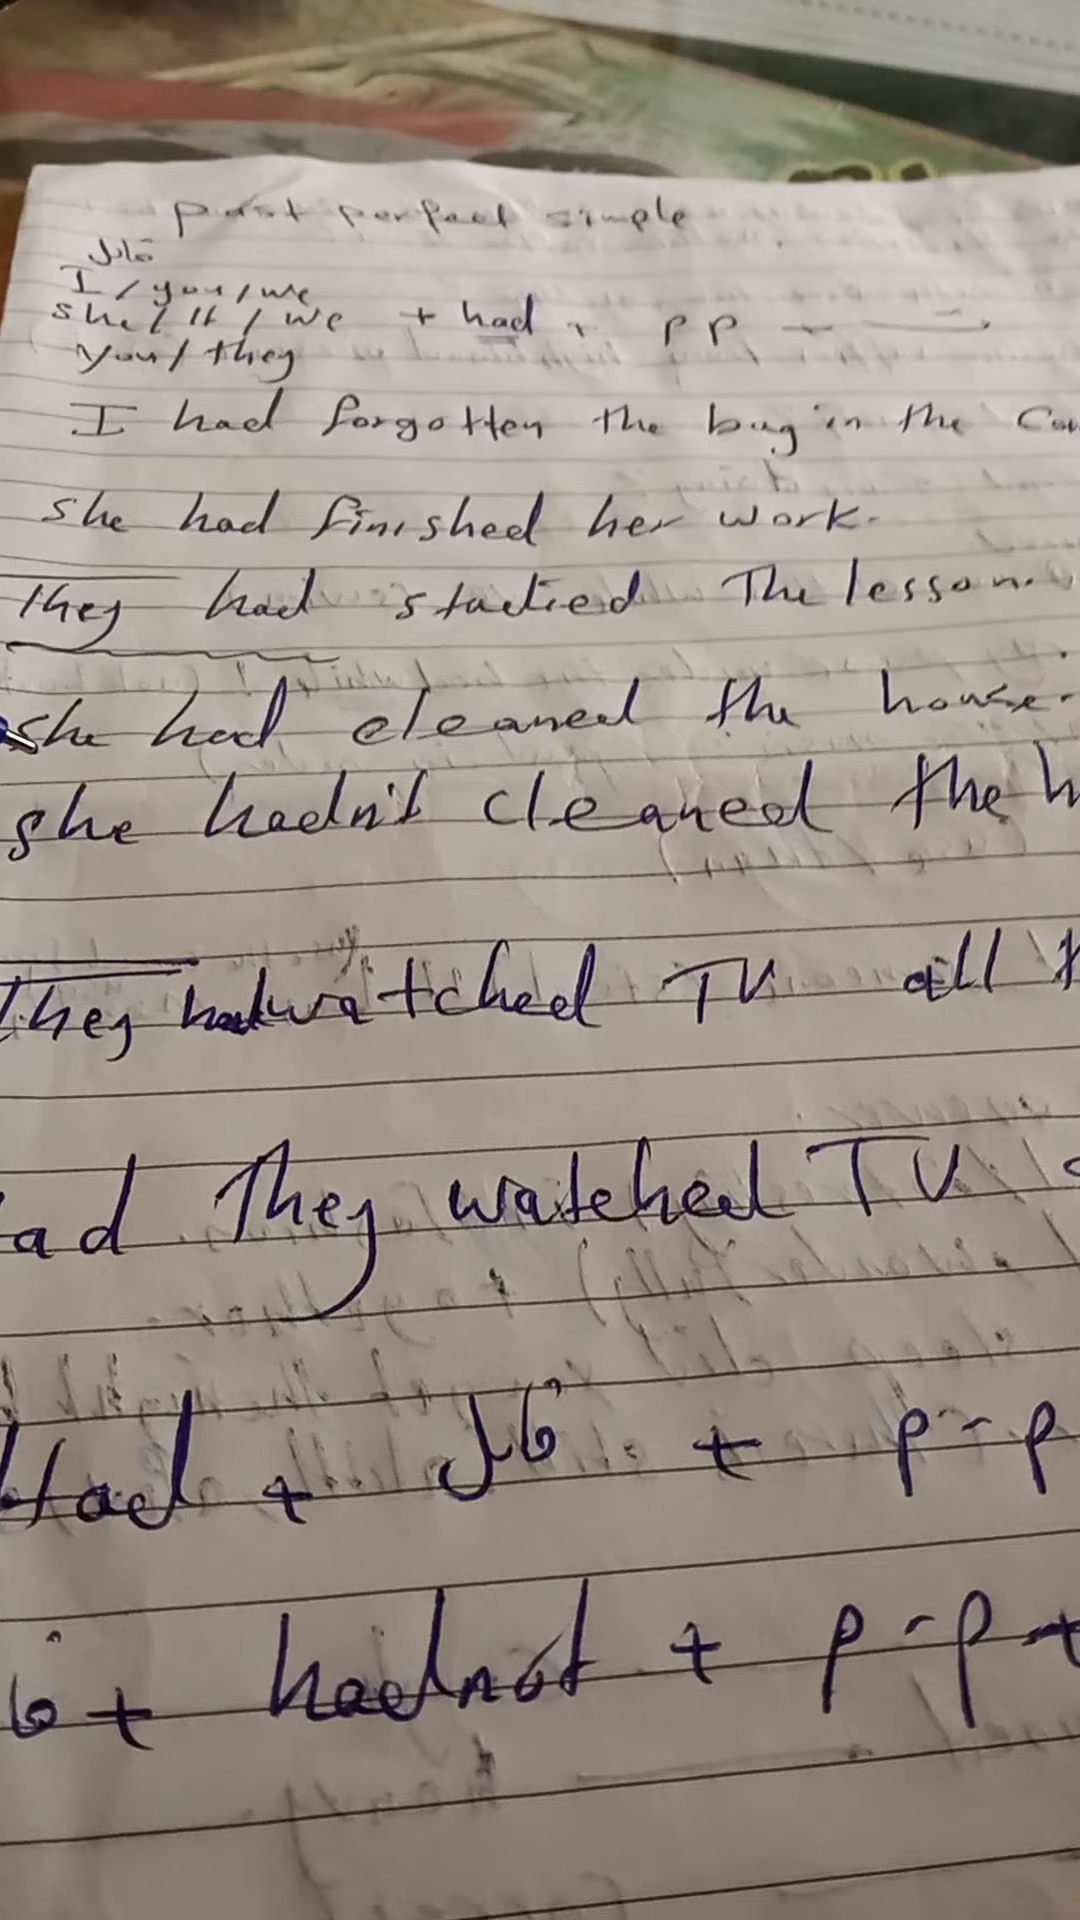 past perfect simple
فاعل
I / you / we
she / It / we + had + pp
you / they
I had forgotten the bag in the
she had finished her work.
They had studied The lesson.
she had cleaned the house.
she hadn't cleaned the h
They had watched TV all t
ad They watched TV
Had + فاعل + p-p
+ hadnot + p-p +